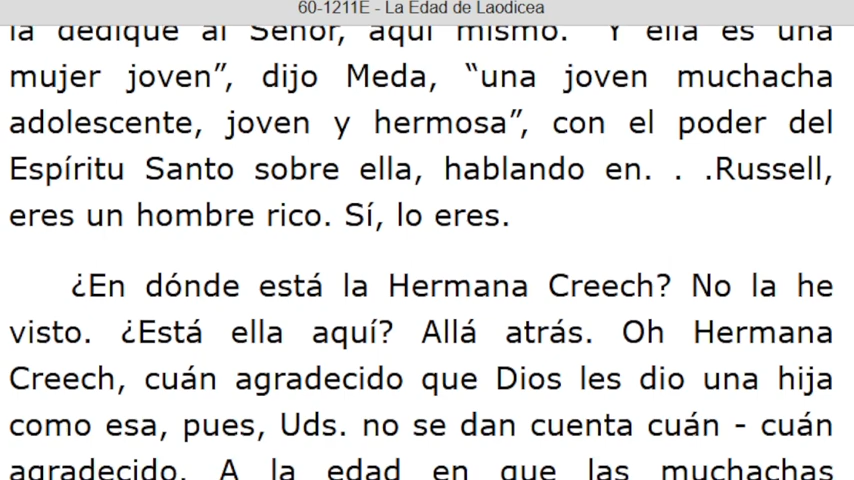 60-1211E - La Edad de Laodicea
la dediqué al Señor, aquí mismo. “Y ella es una
mujer joven”, dijo Meda, “una joven muchacha
adolescente, joven y hermosa”, con el poder del
Espíritu Santo sobre ella, hablando en. . .Russell,
eres un hombre rico. Sí, lo eres.
¿En dónde está la Hermana Creech? No la he
visto. ¿Está ella aquí? Allá atrás. Oh Hermana
Creech, cuán agradecido que Dios les dio una hija
como esa, pues, Uds. no se dan cuenta cuán - cuán
agradecido. A la edad en que las muchachas